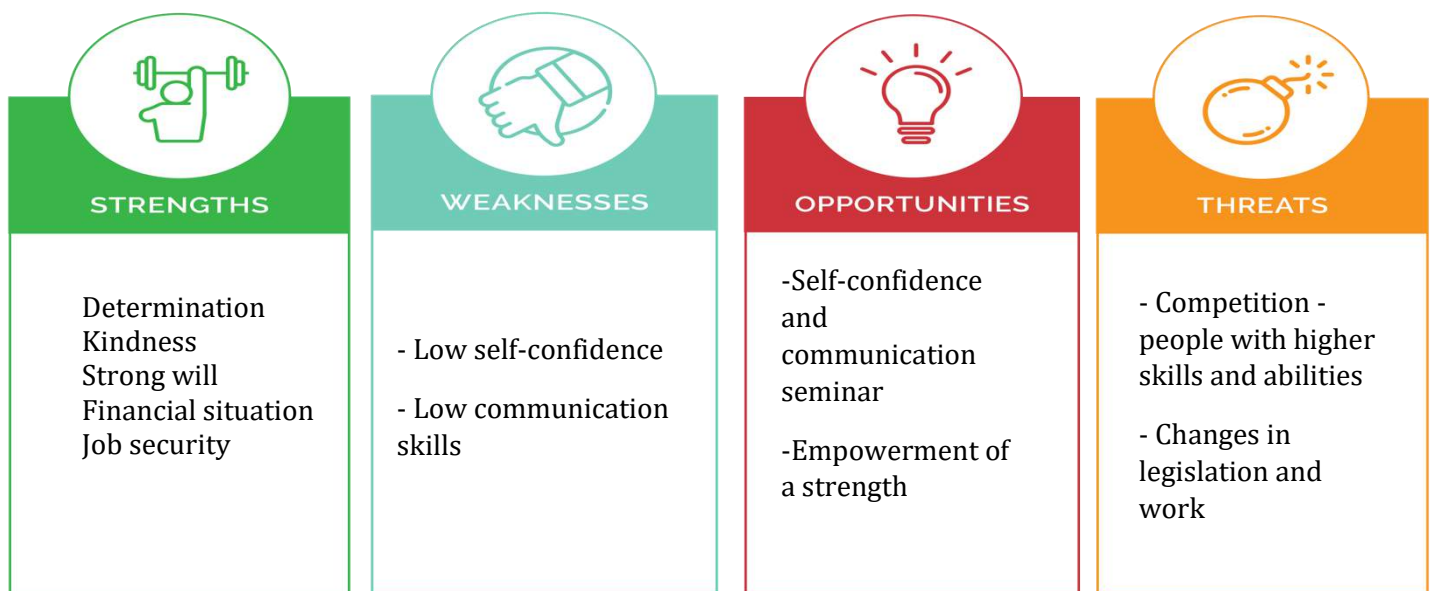 STRENGTHS
Determination
Kindness
Strong will
Financial situation
Job security
WEAKNESSES
- Low self-confidence
- Low communication
skills
OPPORTUNITIES
-Self-confidence
and
communication
seminar
-Empowerment of
a strength
THREATS
- Competition -
people with higher
skills and abilities
- Changes in
legislation and
work